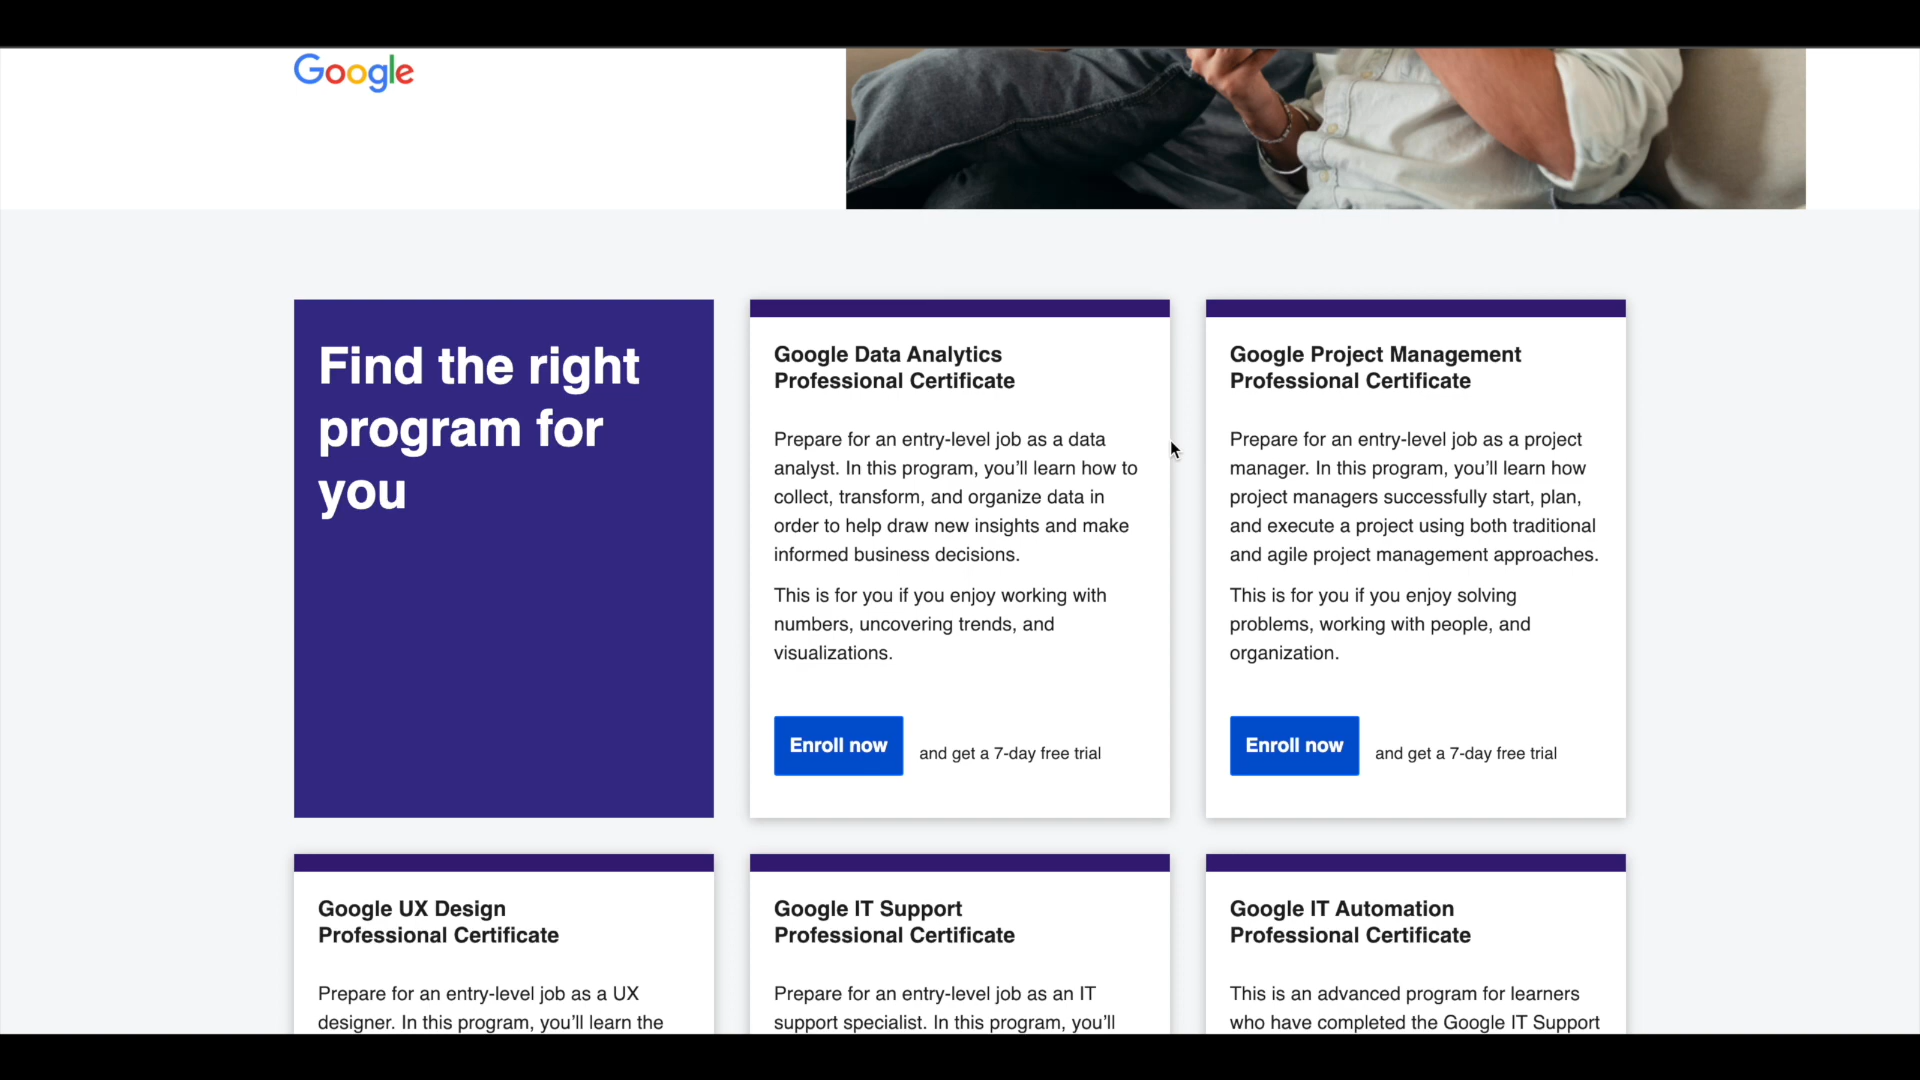 Google
Find the right
program for
you
Google Data Analytics
Professional Certificate
Prepare for an entry-level job as a data
analyst. In this program, you’ll learn how to
collect, transform, and organize data in
order to help draw new insights and make
informed business decisions.
This is for you if you enjoy working with
numbers, uncovering trends, and
visualizations.
Enroll now and get a 7-day free trial
Google Project Management
Professional Certificate
Prepare for an entry-level job as a project
manager. In this program, you’ll learn how
project managers successfully start, plan,
and execute a project using both traditional
and agile project management approaches.
This is for you if you enjoy solving
problems, working with people, and
organization.
Enroll now and get a 7-day free trial
Google UX Design
Professional Certificate
Prepare for an entry-level job as a UX
designer. In this program, you’ll learn the
Google IT Support
Professional Certificate
Prepare for an entry-level job as an IT
support specialist. In this program, you’ll
Google IT Automation
Professional Certificate
This is an advanced program for learners
who have completed the Google IT Support